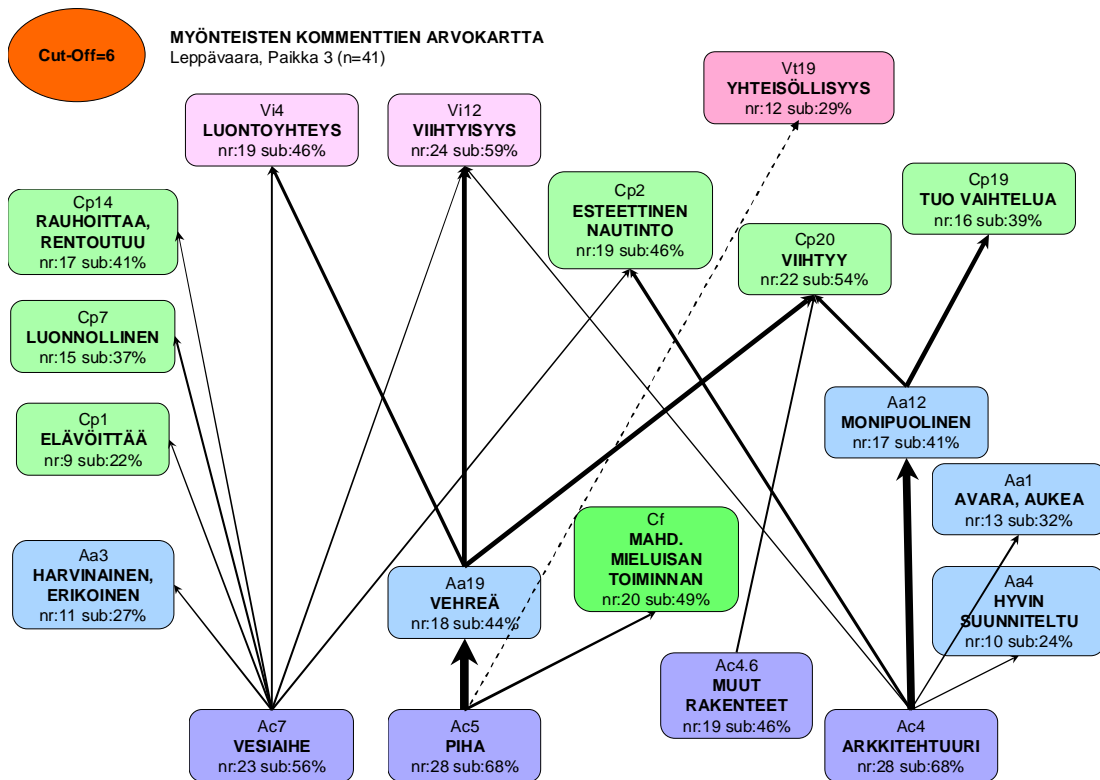 Cut-Off=6
MYÖNTEISTEN KOMMENTTIEN ARVOKARTTA
Leppävaara, Paikka 3 (n=41)
Vt19
YHTEISÖLLISYYS
nr:12 sub:29%
Vi4
LUONTOYHTEYS
nr:19 sub:46%
Vi12
VIIHTYISYYS
nr:24 sub:59%
Cp14
RAUHOITTAA,
RENTOUTUU
nr:17 sub:41%
Cp2
ESTEETTINEN
NAUTINTO
nr:19 sub:46%
Cp19
TUO VAIHTELUA
nr:16 sub:39%
Cp20
VIIHTYY
nr:22 sub:54%
Cp7
LUONNOLLINEN
nr:15 sub:37%
Cp1
ELÄVÖITTÄÄ
nr:9 sub:22%
Aa12
MONIPUOLINEN
nr:17 sub:41%
Aa1
AVARA, AUKEA
nr:13 sub:32%
Cf
MAHD.
MIELUISAN
TOIMINNAN
nr:20 sub:49%
Aa3
HARVINAINEN,
ERIKOINEN
nr:11 sub:27%
Aa19
VEHREÄ
nr:18 sub:44%
Aa4
HYVIN
SUUNNITELTU
nr:10 sub:24%
Ac4.6
MUUT
RAKENTEET
nr:19 sub:46%
Ac7
VESIAIHE
nr:23 sub:56%
Ac5
PIHA
nr:28 sub:68%
Ac4
ARKKITEHTUURI
nr:28 sub:68%